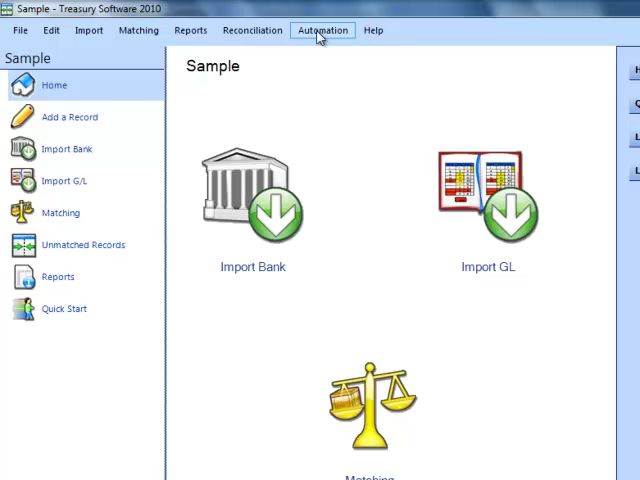 Sample - Treasury Software 2010
File Edit Import Matching Reports Reconciliation Automation Help
Sample
Home
Add a Record
Import Bank
Import G/L
Matching
Unmatched Records
Reports
Quick Start
Sample
Import Bank
Import GL
Matching
H
Q
L
L